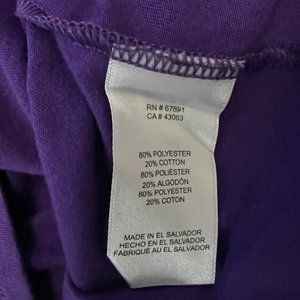 RN # 67891
CA # 43063
80% POLYESTER
20% COTTON
80% POLIÉSTER
20% ALGODÓN
80% POLYESTER
20% COTON
MADE IN EL SALVADOR
HECHO EN EL SALVADOR
FABRIQUÉ AU EL SALVADOR